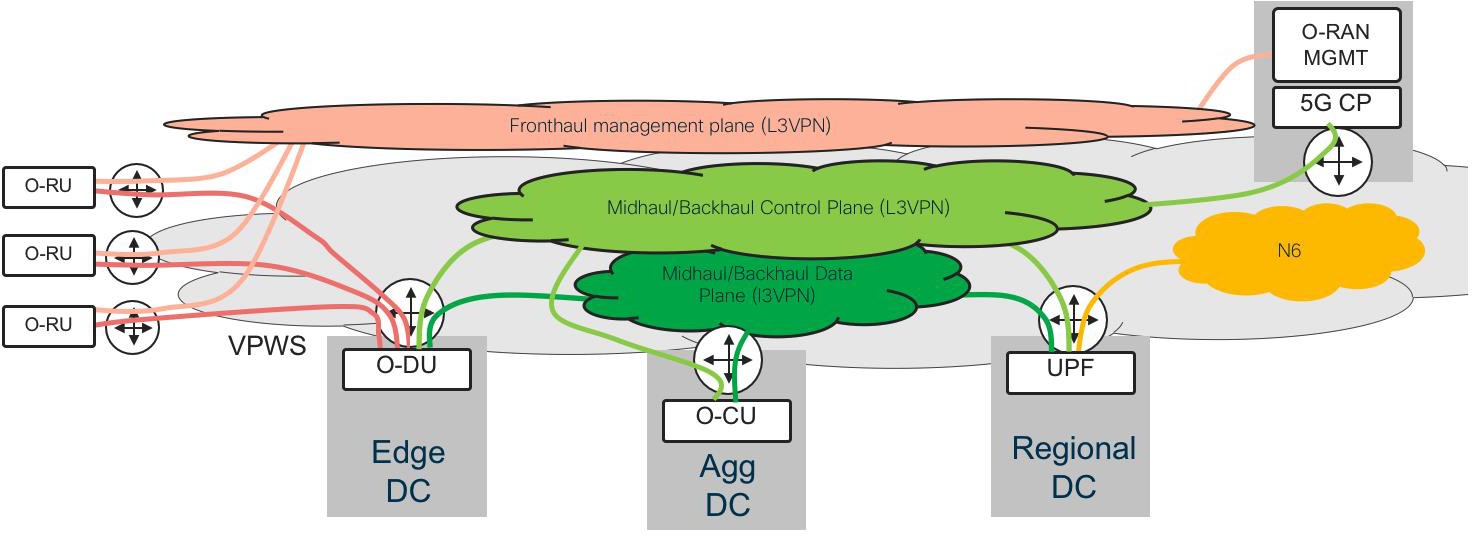 O-RAN
MGMT
5G CP
Fronthaul management plane (L3VPN)
O-RU
Midhaul/Backhaul Control Plane (L3VPN)
O-RU
N6
Midhaul/Backhaul Data
Plane (l3VPN)
O-RU
VPWS
O-DU
UPF
O-CU
Edge
DC
Agg
DC
Regional
DC